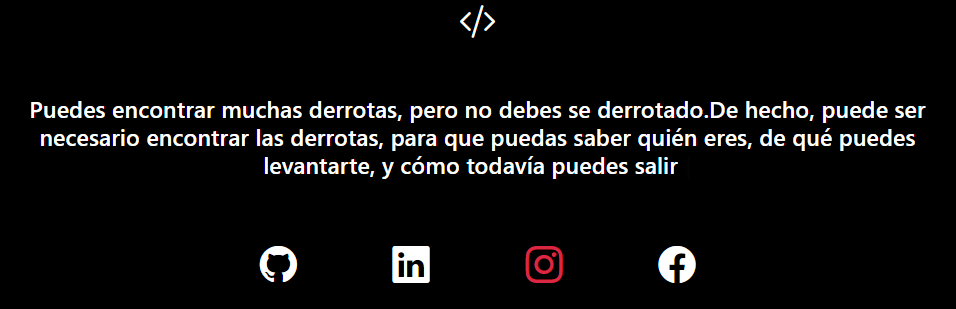 Puedes encontrar muchas derrotas, pero no debes se derrotado.De hecho, puede ser
necesario encontrar las derrotas, para que puedas saber quién eres, de qué puedes
levantarte, y cómo todavía puedes salir